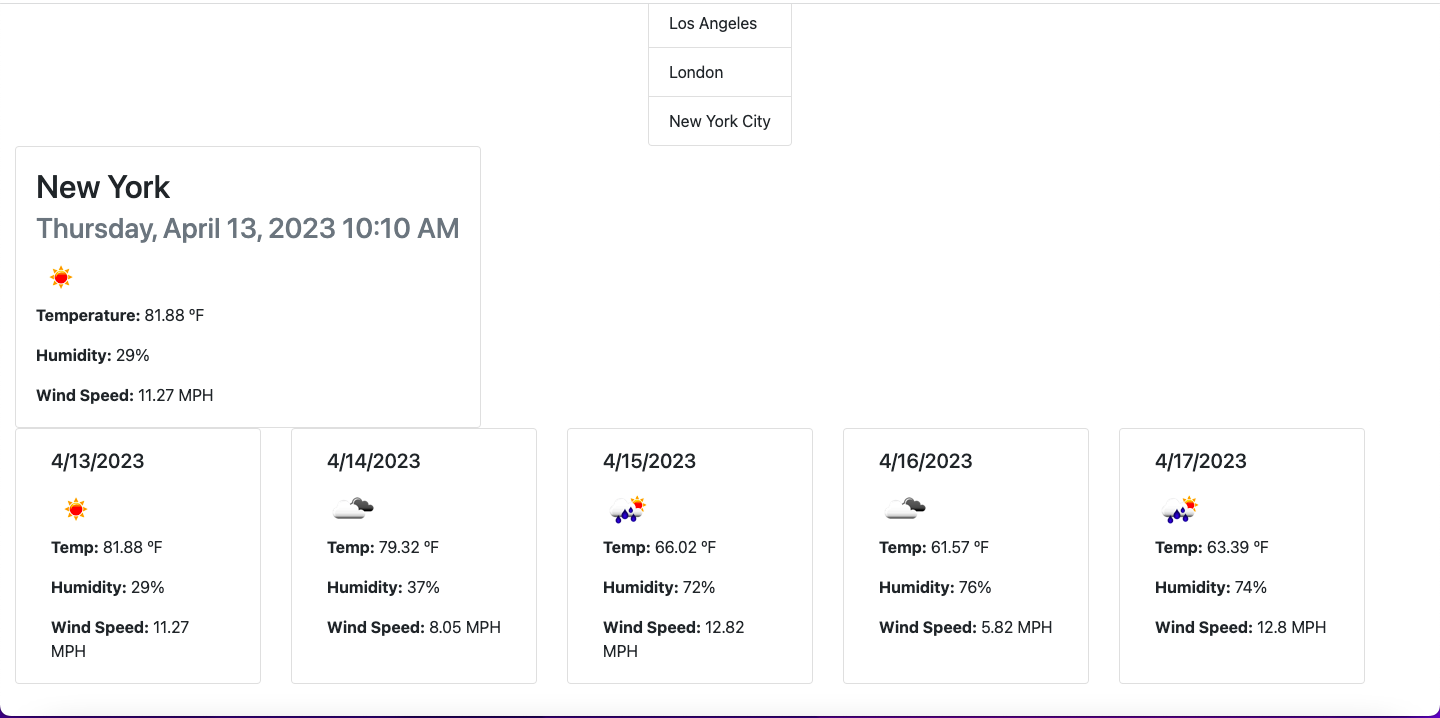 Los Angeles
London
New York City
New York
Thursday, April 13, 2023 10:10 AM
Temperature: 81.88 ºF
Humidity: 29%
Wind Speed: 11.27 MPH
4/13/2023
Temp: 81.88 ºF
Humidity: 29%
Wind Speed: 11.27
MPH
4/14/2023
Temp: 79.32 ºF
Humidity: 37%
Wind Speed: 8.05 MPH
4/15/2023
Temp: 66.02 ºF
Humidity: 72%
Wind Speed: 12.82
MPH
4/16/2023
Temp: 61.57 ºF
Humidity: 76%
Wind Speed: 5.82 MPH
4/17/2023
Temp: 63.39 ºF
Humidity: 74%
Wind Speed: 12.8 MPH